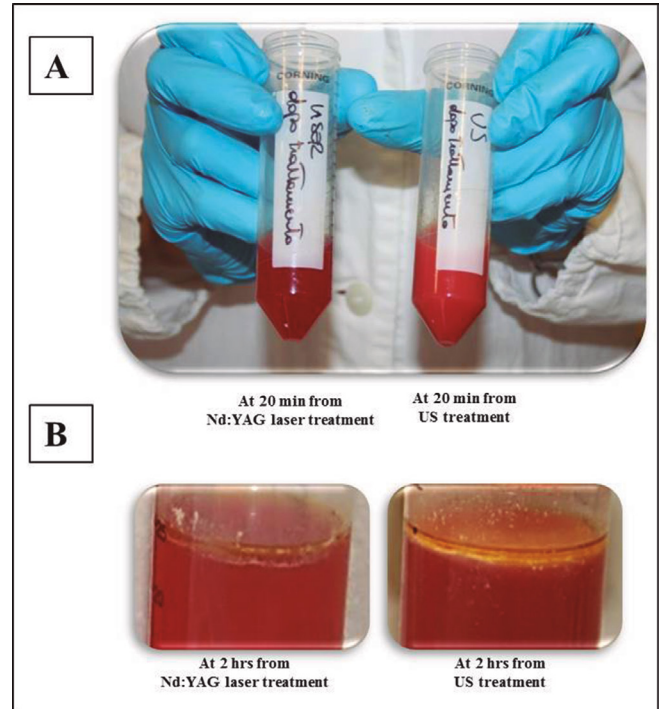 A
CORNING
LASER
dopo trattamento
CORNING
US
dopo trattamento
At 20 min from
Nd:YAG laser treatment
At 20 min from
US treatment
B
At 2 hrs from
Nd:YAG laser treatment
At 2 hrs from
US treatment